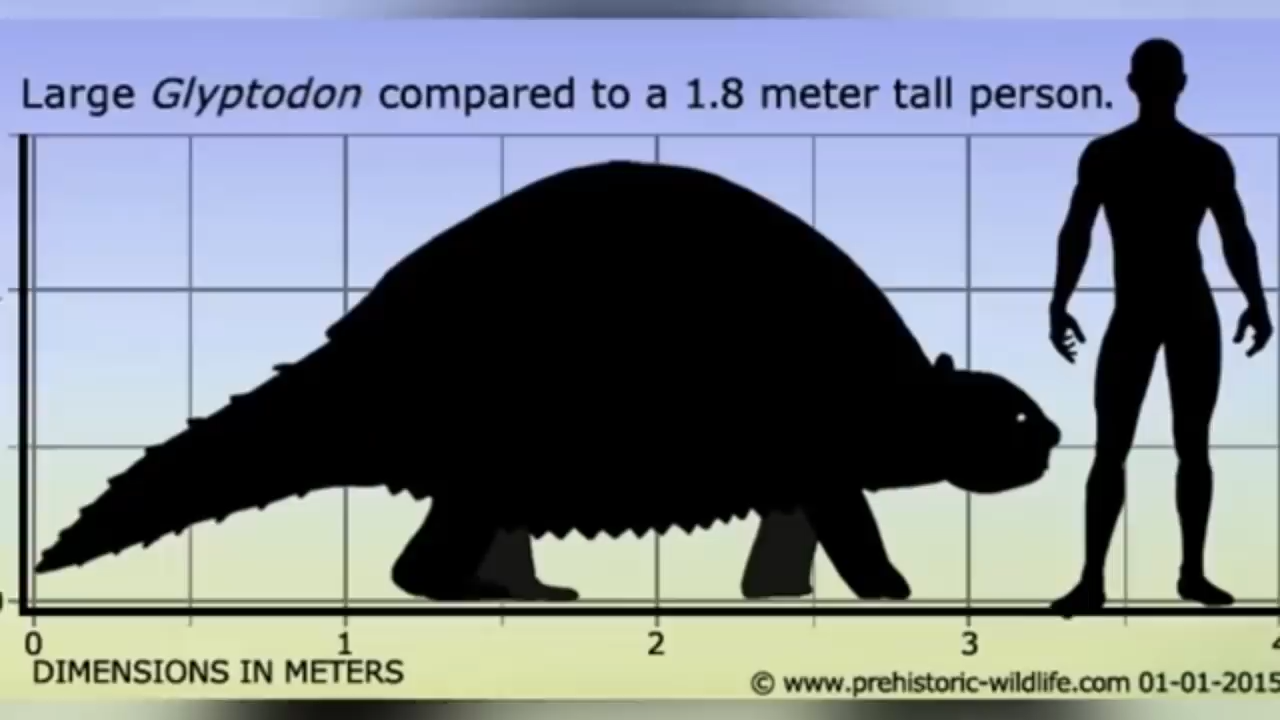 Large Glyptodon compared to a 1.8 meter tall person.
0 1 2 3 4
DIMENSIONS IN METERS
© www.prehistoric-wildlife.com 01-01-2015